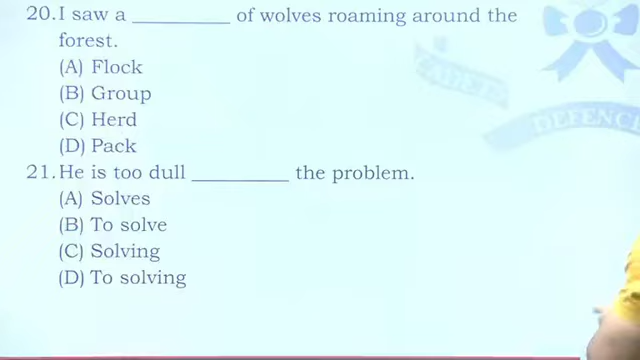 20.I saw a __________ of wolves roaming around the
forest.
(A) Flock
(B) Group
(C) Herd
(D) Pack
21.He is too dull __________ the problem.
(A) Solves
(B) To solve
(C) Solving
(D) To solving
DEFENCE